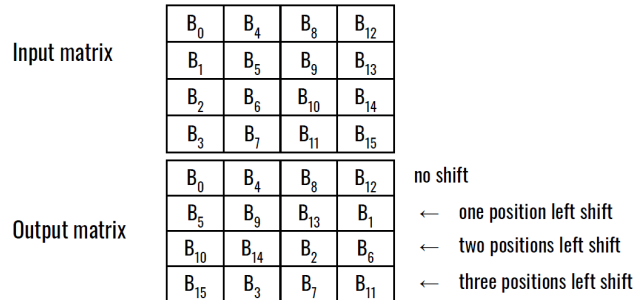 Input matrix
B0 B4 B8 B12
B1 B5 B9 B13
B2 B6 B10 B14
B3 B7 B11 B15
Output matrix
B0 B4 B8 B12 no shift
B5 B9 B13 B1 ← one position left shift
B10 B14 B2 B6 ← two positions left shift
B15 B3 B7 B11 ← three positions left shift